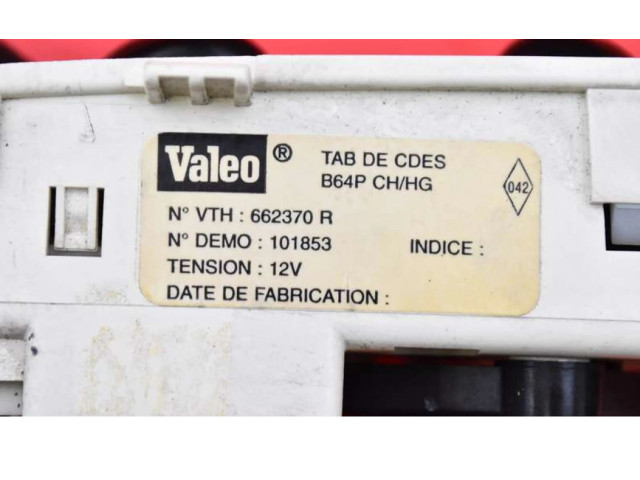 Valeo ®
TAB DE CDES
B64P CH/HG
042
N° VTH : 662370 R
N° DEMO : 101853
INDICE :
TENSION : 12V
DATE DE FABRICATION :